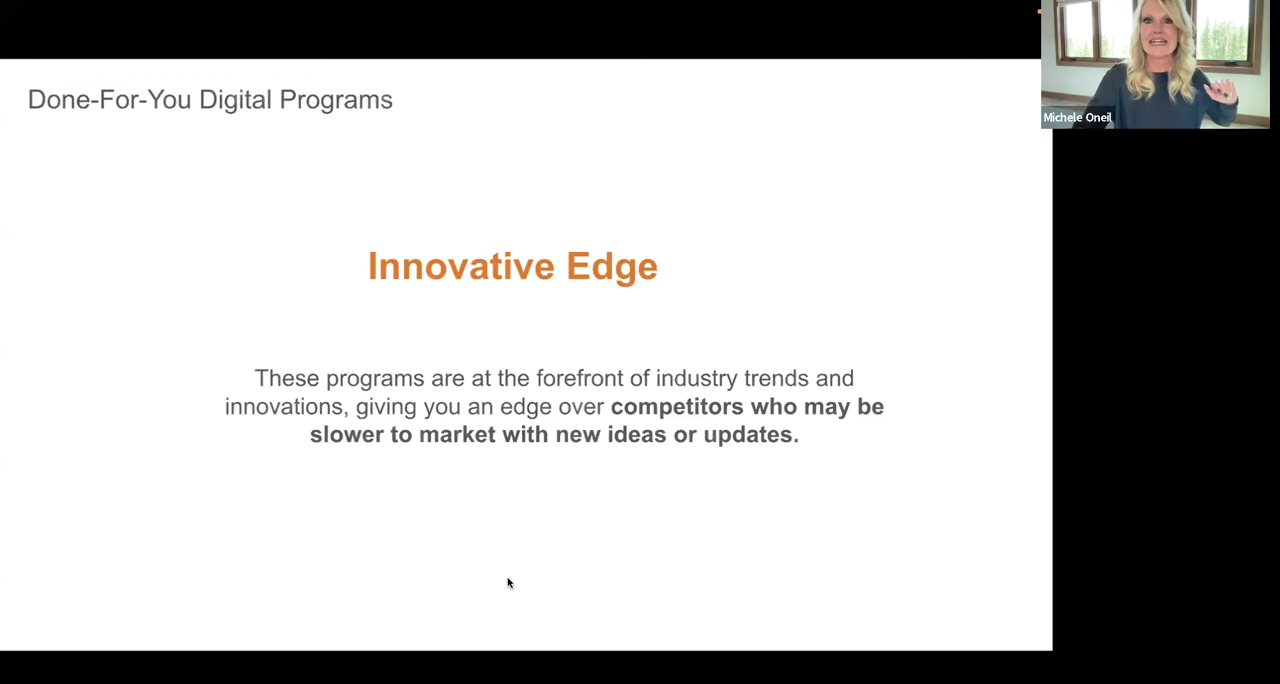 Done-For-You Digital Programs
Michele Oneil
Innovative Edge
These programs are at the forefront of industry trends and
innovations, giving you an edge over competitors who may be
slower to market with new ideas or updates.